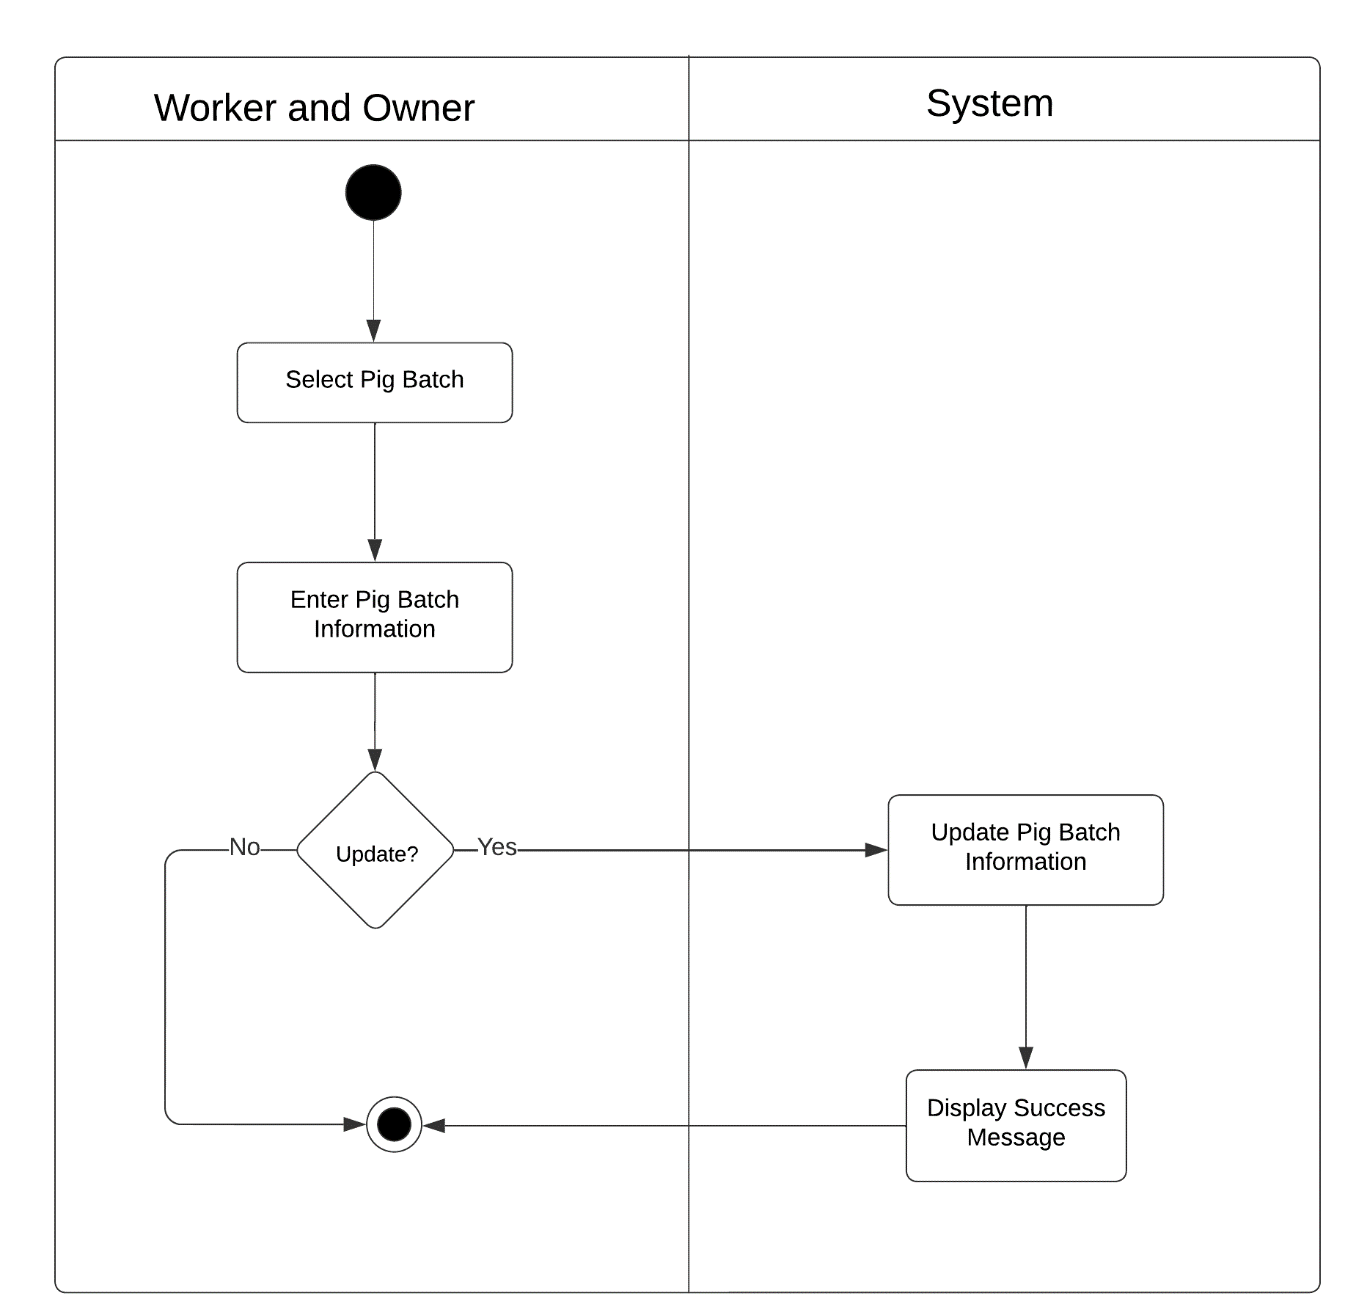 Worker and Owner
System
Select Pig Batch
Enter Pig Batch
Information
Update?
No
Yes
Update Pig Batch
Information
Display Success
Message